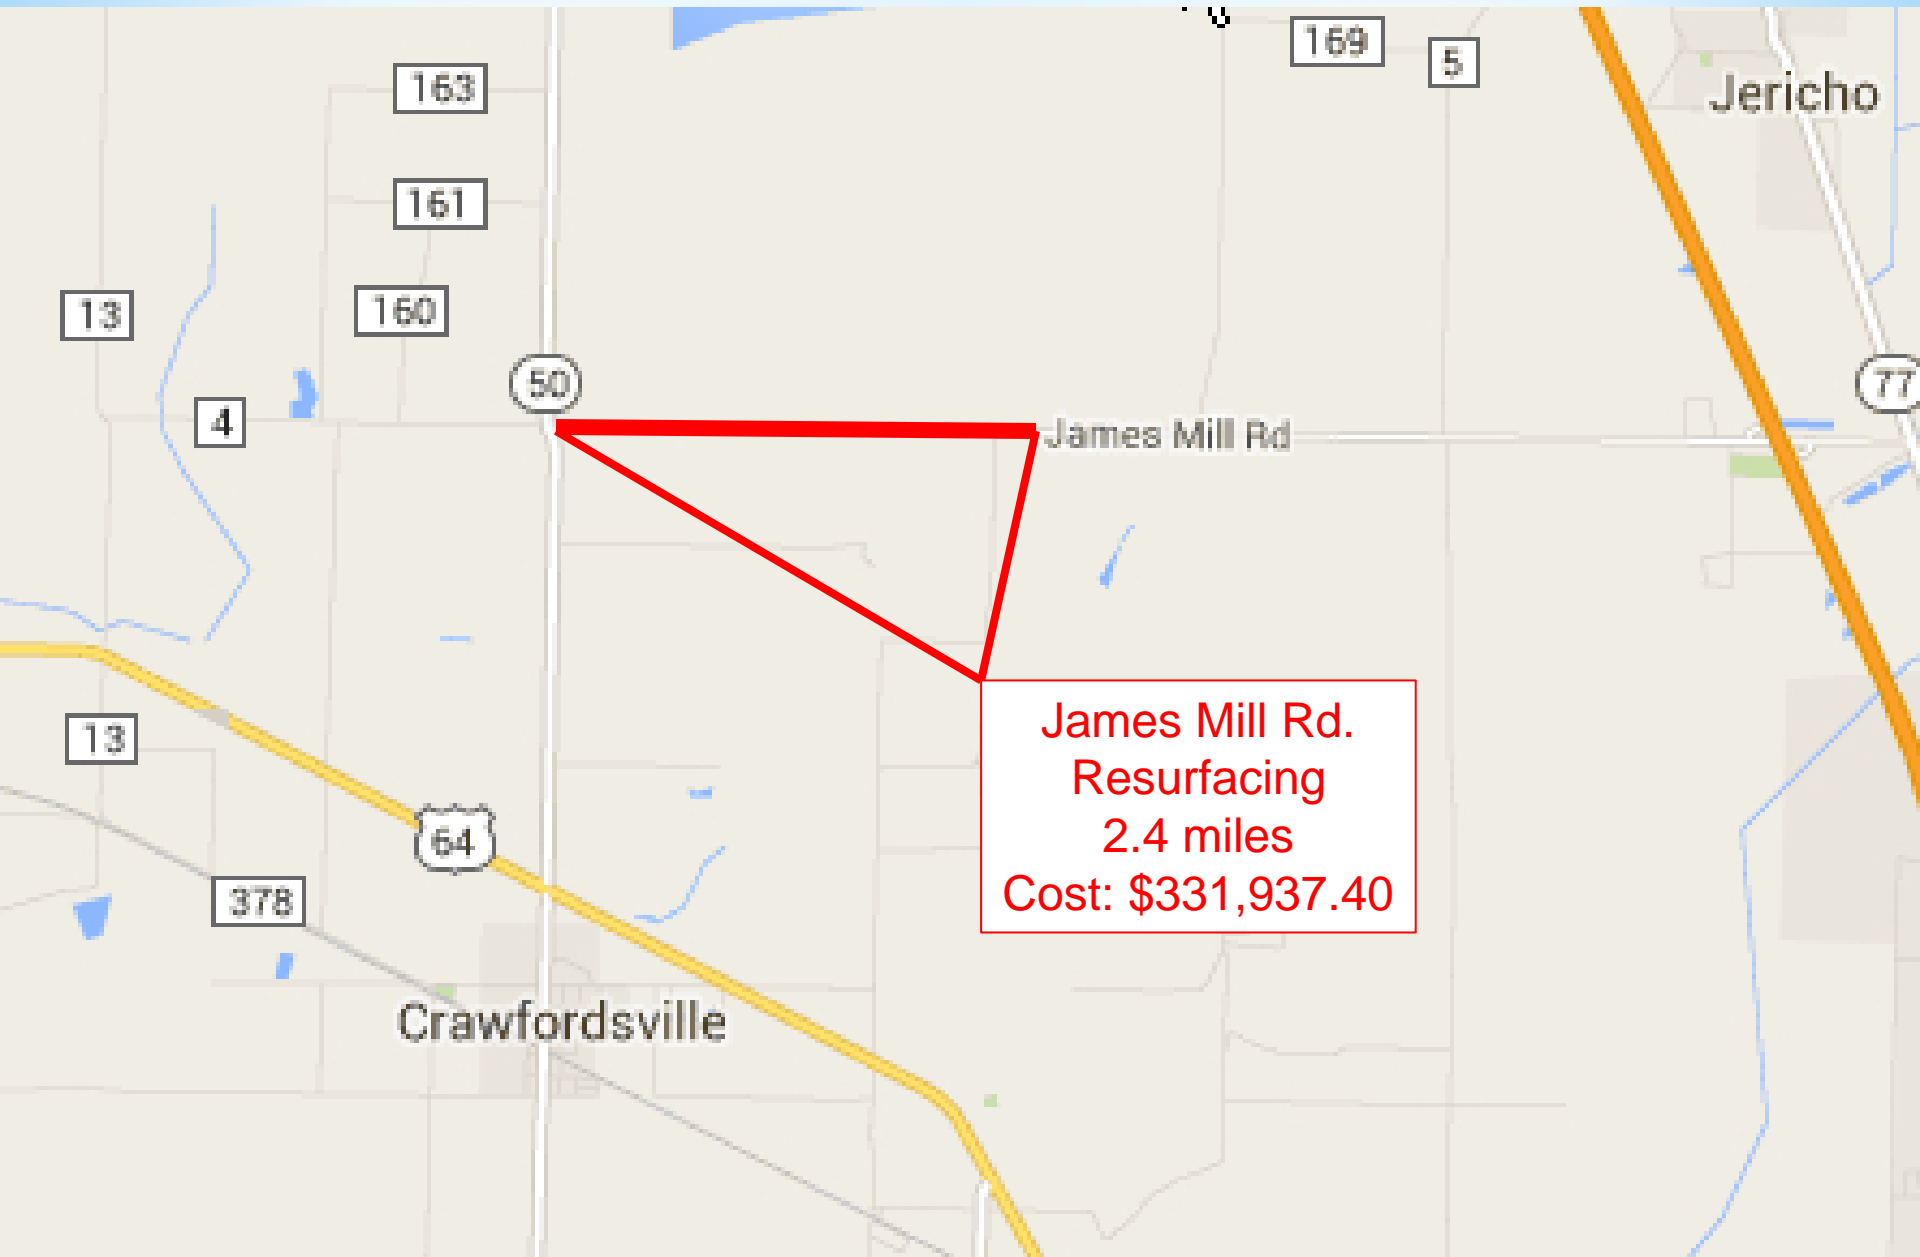 169
5
Jericho
163
161
13
160
50
77
4
James Mill Rd
James Mill Rd.
Resurfacing
2.4 miles
Cost: $331,937.40
13
64
378
Crawfordsville